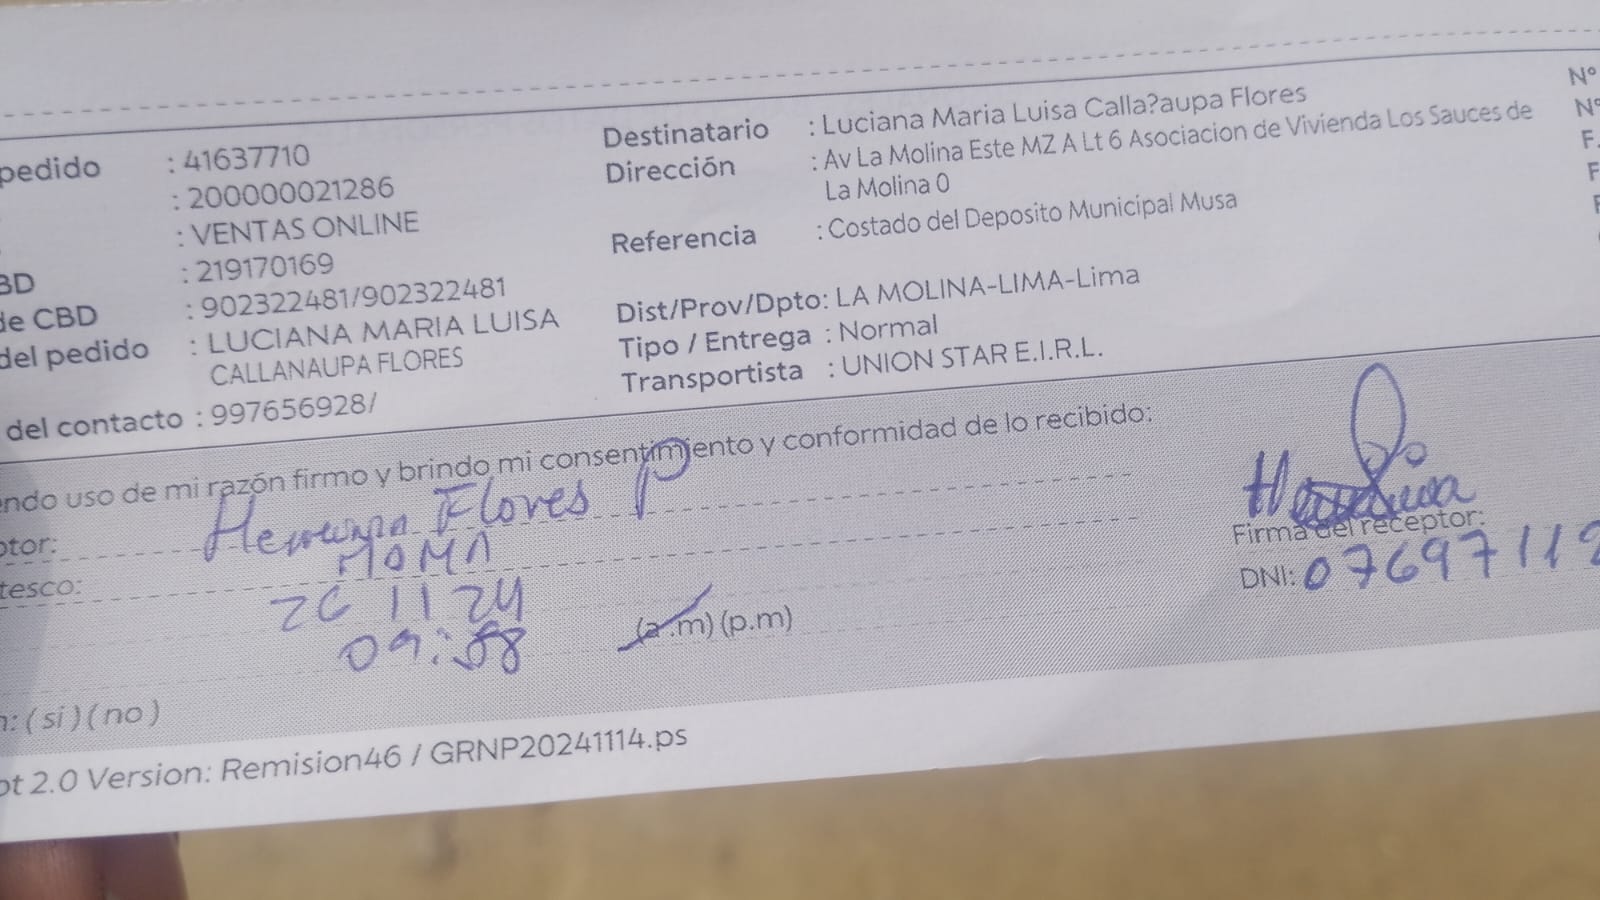 pedido : 41637710
: 200000021286
: VENTAS ONLINE
BD : 219170169
de CBD : 902322481/902322481
del pedido : LUCIANA MARIA LUISA
CALLANAUPA FLORES
del contacto : 997656928/
Destinatario : Luciana Maria Luisa Calla?aupa Flores
Dirección : Av La Molina Este MZ A Lt 6 Asociacion de Vivienda Los Sauces de
La Molina 0
Referencia : Costado del Deposito Municipal Musa
Dist/Prov/Dpto: LA MOLINA-LIMA-Lima
Tipo / Entrega : Normal
Transportista : UNION STAR E.I.R.L.
N°
N°
F.
F
endo uso de mi razón firmo y brindo mi consentimiento y conformidad de lo recibido:
ptor: Flores P
tesco: MAMA
26 11 24
09:58 (a.m) (p.m)
Firma del receptor:
DNI: 07697112
n: (si) (no)
pt 2.0 Version: Remision46 / GRNP20241114.ps